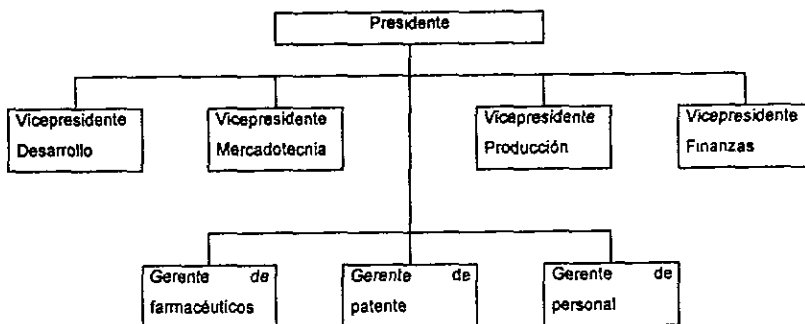 Presidente
Vicepresidente
Desarrollo
Vicepresidente
Mercadotecnia
Vicepresidente
Producción
Vicepresidente
Finanzas
Gerente de
farmacéuticos
Gerente de
patente
Gerente de
personal